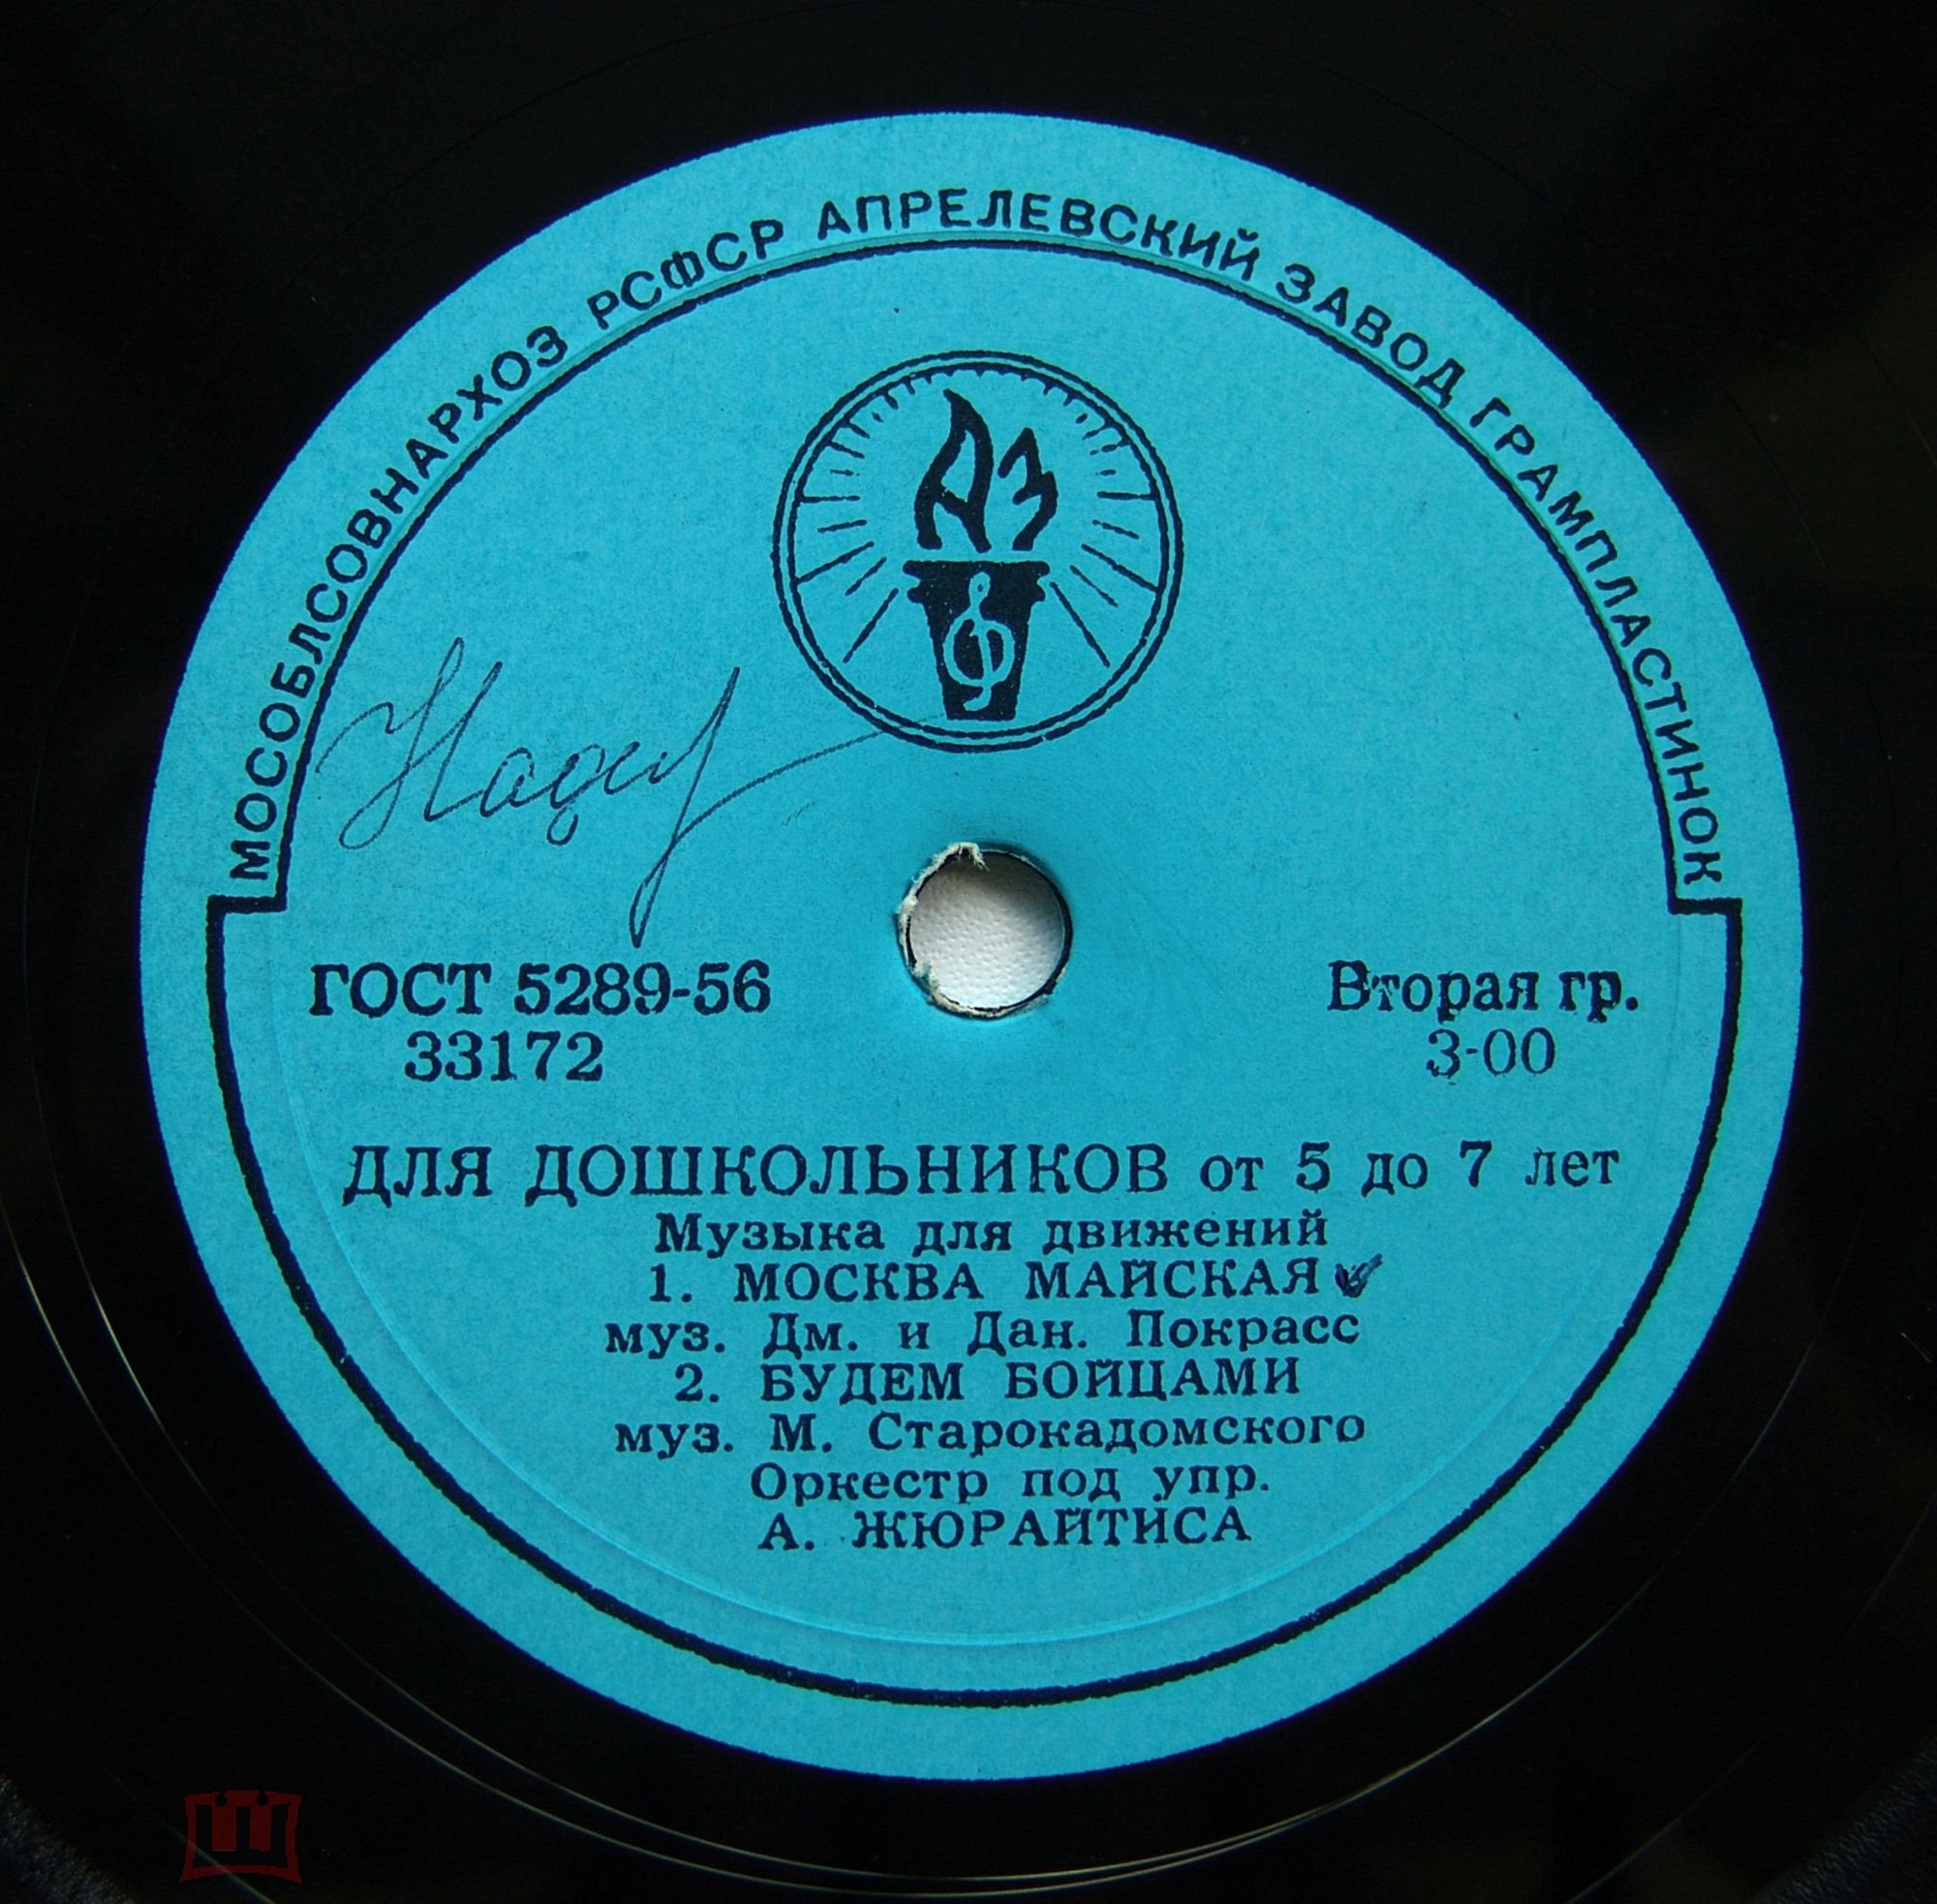 МОСОБЛСОВНАРХОЗ РСФСР АПРЕЛЕВСКИЙ ЗАВОД ГРАМПЛАСТИНОК
АЗ
ГОСТ 5289-56
33172
Вторая гр.
3-00
ДЛЯ ДОШКОЛЬНИКОВ от 5 до 7 лет
Музыка для движений
1. МОСКВА МАЙСКАЯ
муз. Дм. и Дан. Покрасс
2. БУДЕМ БОЙЦАМИ
муз. М. Старокадомского
Оркестр под упр.
А. ЖЮРАЙТИСА